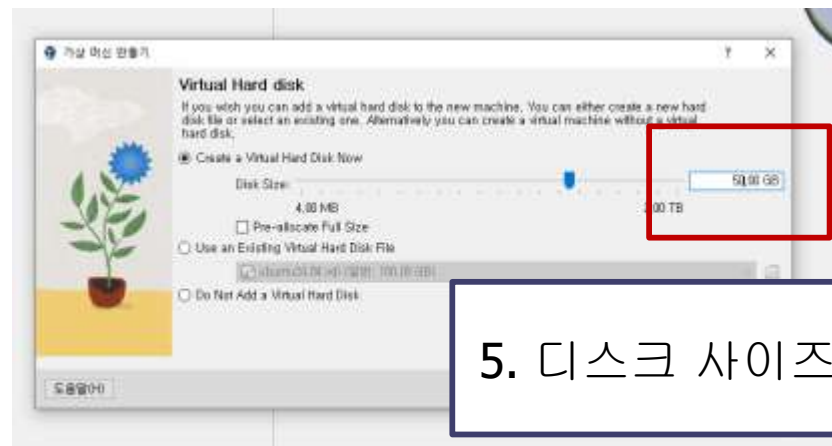 가상 머신 만들기
? ×
Virtual Hard disk
If you wish you can add a virtual hard disk to the new machine. You can either create a new hard
disk file or select an existing one. Alternatively you can create a virtual machine without a virtual
hard disk.
Create a Virtual Hard Disk Now
Disk Size:
50,00 GB
4,00 MB
2,00 TB
Pre-allocate Full Size
Use an Existing Virtual Hard Disk File
Do Not Add a Virtual Hard Disk
5. 디스크 사이즈
도움말(H)